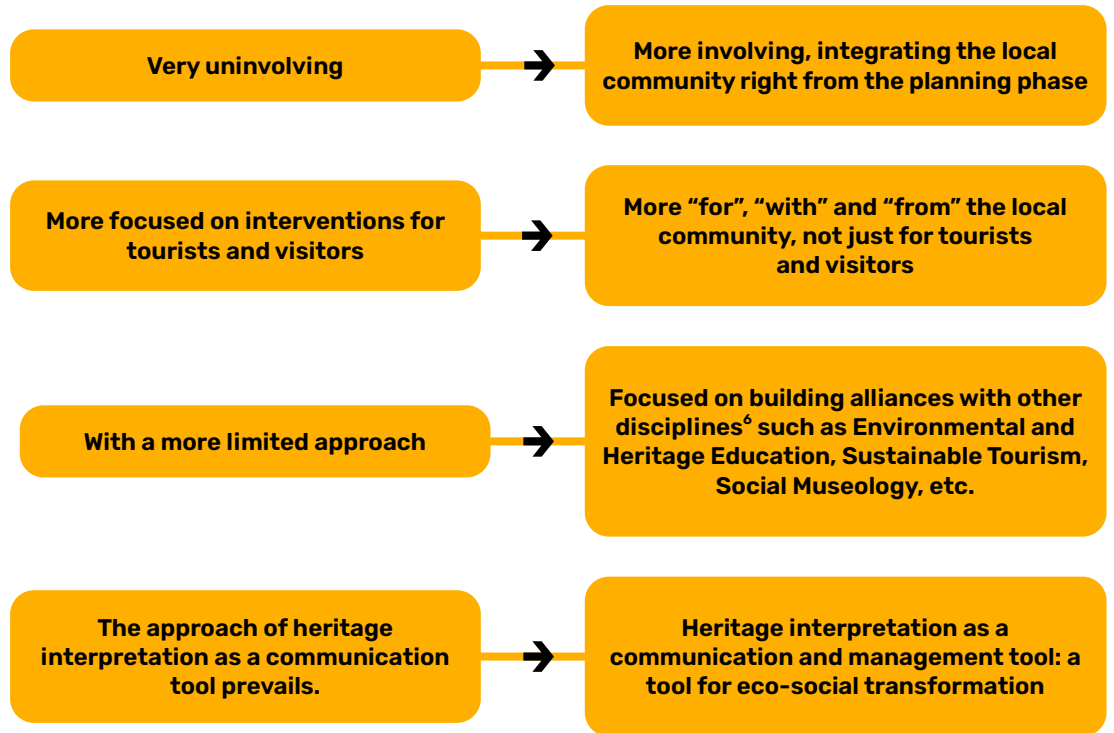 Very uninvolving
More involving, integrating the local
community right from the planning phase
More focused on interventions for
tourists and visitors
More “for”, “with” and “from” the local
community, not just for tourists
and visitors
With a more limited approach
Focused on building alliances with other
disciplines⁶ such as Environmental and
Heritage Education, Sustainable Tourism,
Social Museology, etc.
The approach of heritage
interpretation as a communication
tool prevails.
Heritage interpretation as a
communication and management tool: a
tool for eco-social transformation